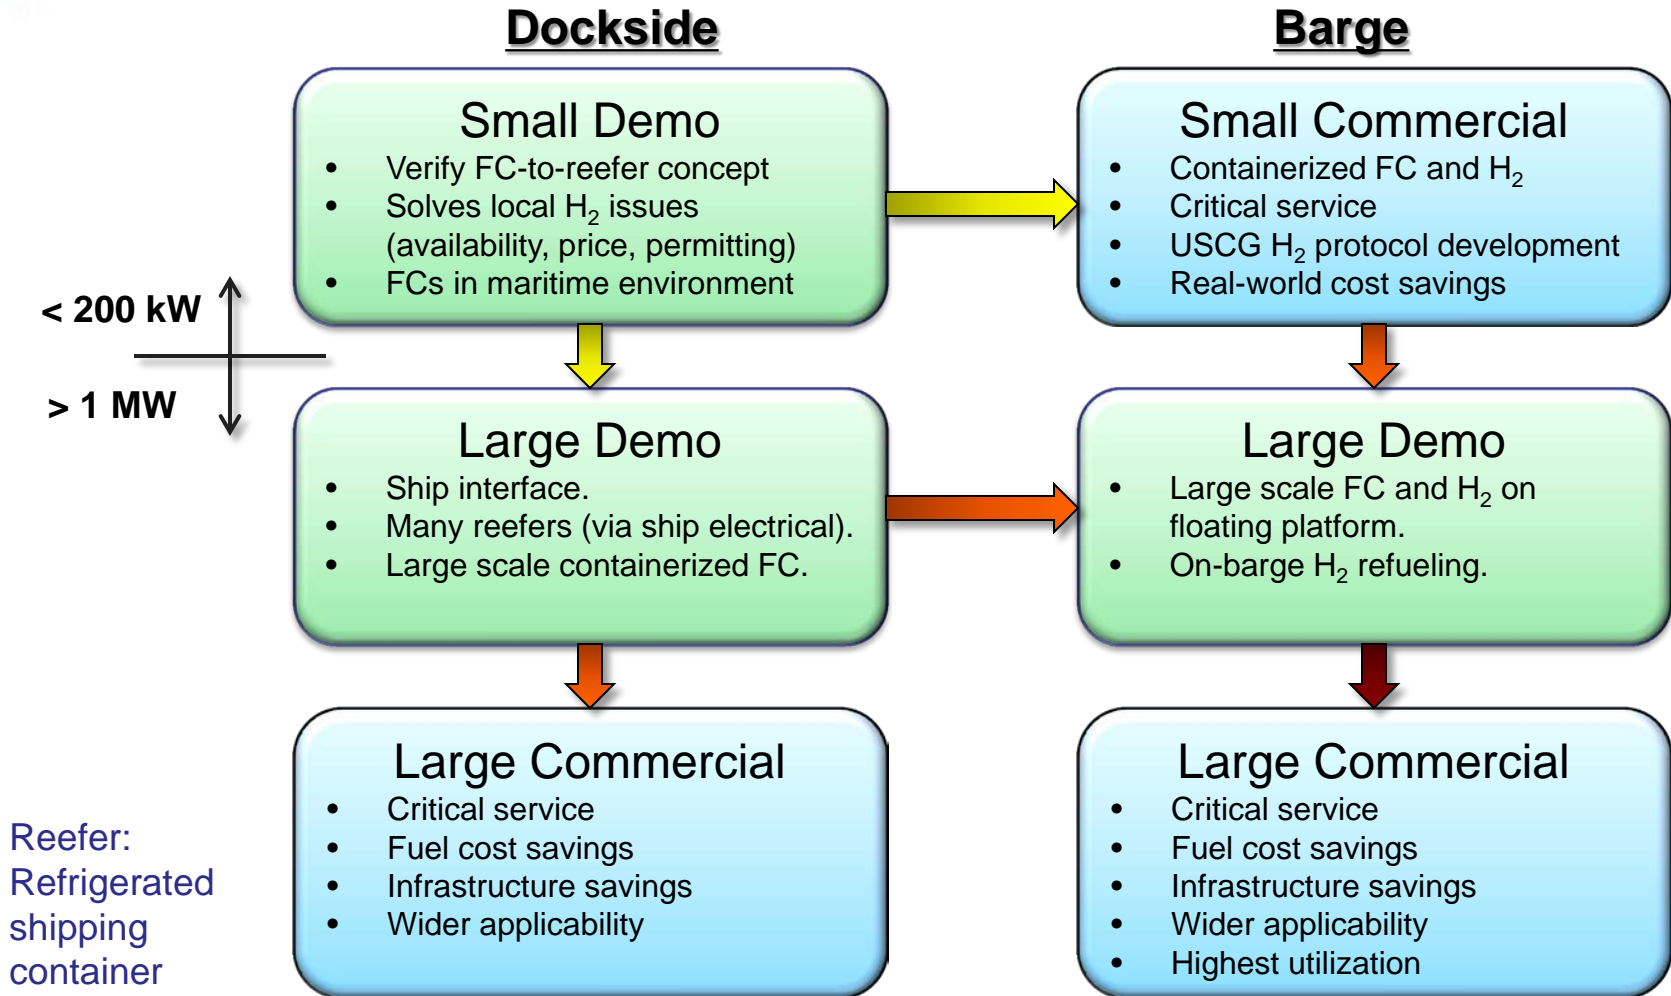 Dockside
Small Demo
• Verify FC-to-reefer concept
• Solves local H₂ issues
(availability, price, permitting)
• FCs in maritime environment
Barge
Small Commercial
• Containerized FC and H₂
• Critical service
• USCG H₂ protocol development
• Real-world cost savings
< 200 kW
> 1 MW
Large Demo
• Ship interface.
• Many reefers (via ship electrical).
• Large scale containerized FC.
Large Demo
• Large scale FC and H₂ on
floating platform.
• On-barge H₂ refueling.
Large Commercial
• Critical service
• Fuel cost savings
• Infrastructure savings
• Wider applicability
Large Commercial
• Critical service
• Fuel cost savings
• Infrastructure savings
• Wider applicability
• Highest utilization
Reefer:
Refrigerated
shipping
container